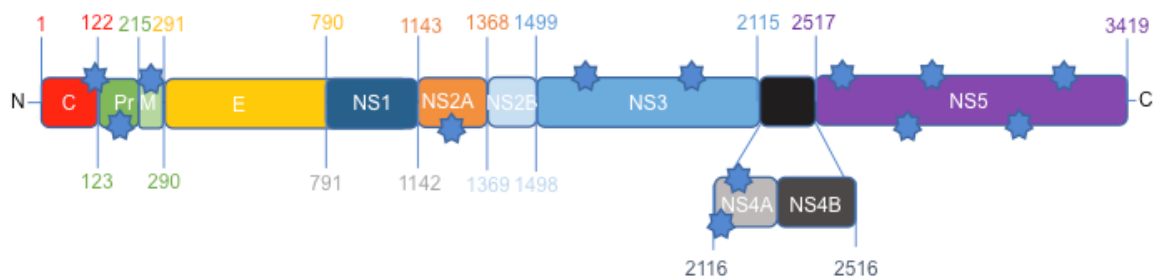 1 122 215 291 790 1143 1368 1499 2115 2517 3419
N C Pr M E NS1 NS2A NS2B NS3 NS5 C
123 290 791 1142 1369 1498
NS4A NS4B
2116 2516